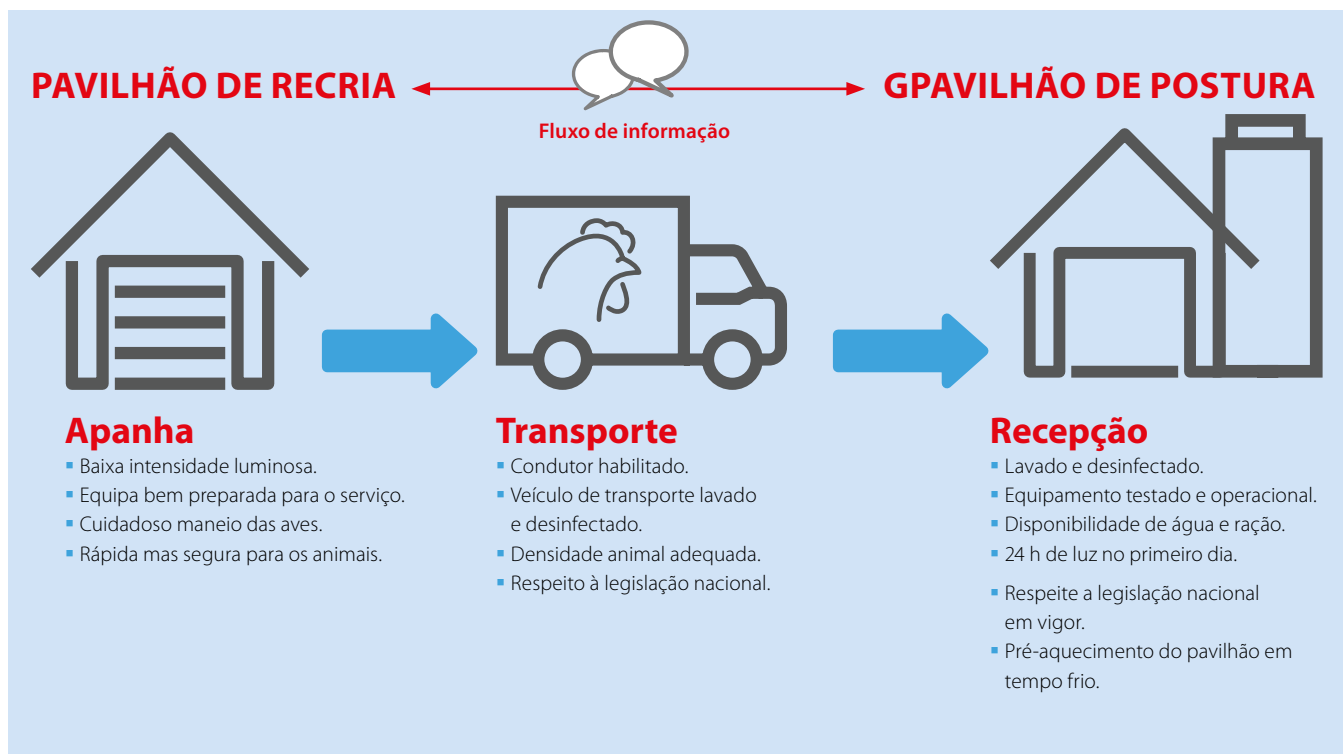 PAVILHÃO DE RECRIA
Fluxo de informação
GPAVILHÃO DE POSTURA
Apanha
▪ Baixa intensidade luminosa.
▪ Equipa bem preparada para o serviço.
▪ Cuidadoso maneio das aves.
▪ Rápida mas segura para os animais.
Transporte
▪ Condutor habilitado.
▪ Veículo de transporte lavado
e desinfectado.
▪ Densidade animal adequada.
▪ Respeito à legislação nacional.
Recepção
▪ Lavado e desinfectado.
▪ Equipamento testado e operacional.
▪ Disponibilidade de água e ração.
▪ 24 h de luz no primeiro dia.
▪ Respeite a legislação nacional
em vigor.
▪ Pré-aquecimento do pavilhão em
tempo frio.